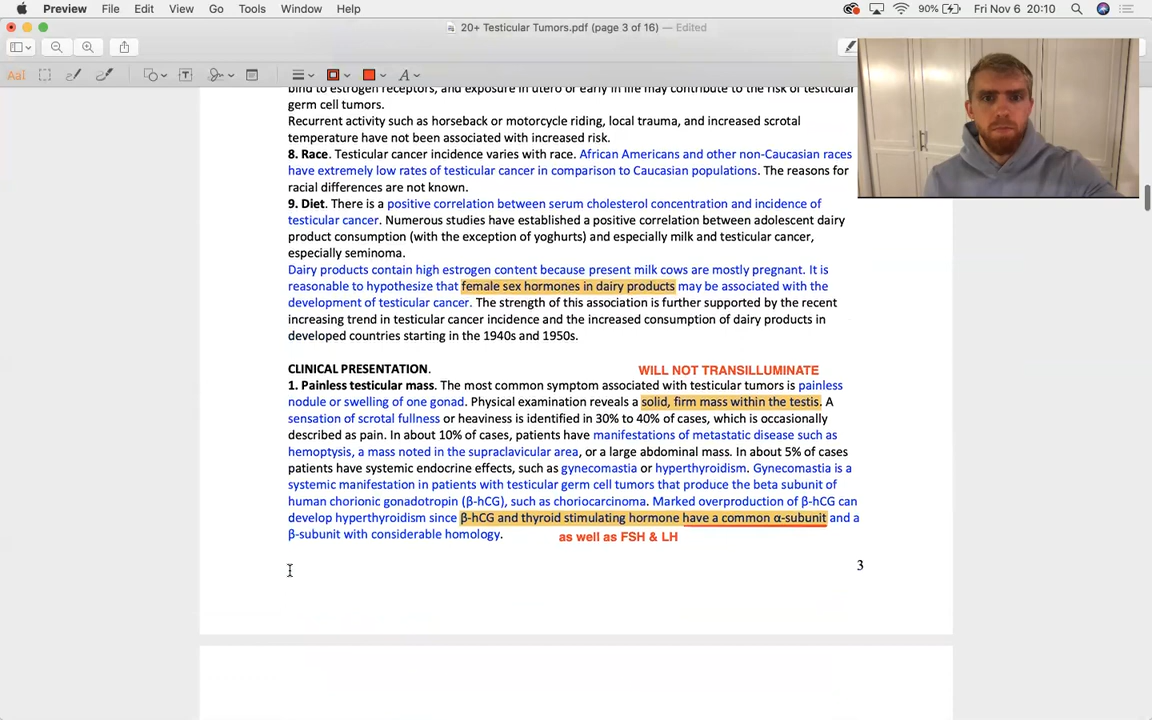 Preview File Edit View Go Tools Window Help 90% Fri Nov 6 20:10
20+ Testicular Tumors.pdf (page 3 of 16) — Edited
bind to estrogen receptors, and exposure in utero or early in life may contribute to the risk of testicular
germ cell tumors.
Recurrent activity such as horseback or motorcycle riding, local trauma, and increased scrotal
temperature have not been associated with increased risk.
8. Race. Testicular cancer incidence varies with race. African Americans and other non-Caucasian races
have extremely low rates of testicular cancer in comparison to Caucasian populations. The reasons for
racial differences are not known.
9. Diet. There is a positive correlation between serum cholesterol concentration and incidence of
testicular cancer. Numerous studies have established a positive correlation between adolescent dairy
product consumption (with the exception of yoghurts) and especially milk and testicular cancer,
especially seminoma.
Dairy products contain high estrogen content because present milk cows are mostly pregnant. It is
reasonable to hypothesize that female sex hormones in dairy products may be associated with the
development of testicular cancer. The strength of this association is further supported by the recent
increasing trend in testicular cancer incidence and the increased consumption of dairy products in
developed countries starting in the 1940s and 1950s.
CLINICAL PRESENTATION. WILL NOT TRANSILLUMINATE
1. Painless testicular mass. The most common symptom associated with testicular tumors is painless
nodule or swelling of one gonad. Physical examination reveals a solid, firm mass within the testis. A
sensation of scrotal fullness or heaviness is identified in 30% to 40% of cases, which is occasionally
described as pain. In about 10% of cases, patients have manifestations of metastatic disease such as
hemoptysis, a mass noted in the supraclavicular area, or a large abdominal mass. In about 5% of cases
patients have systemic endocrine effects, such as gynecomastia or hyperthyroidism. Gynecomastia is a
systemic manifestation in patients with testicular germ cell tumors that produce the beta subunit of
human chorionic gonadotropin (β-hCG), such as choriocarcinoma. Marked overproduction of β-hCG can
develop hyperthyroidism since β-hCG and thyroid stimulating hormone have a common α-subunit and a
β-subunit with considerable homology. as well as FSH & LH
3